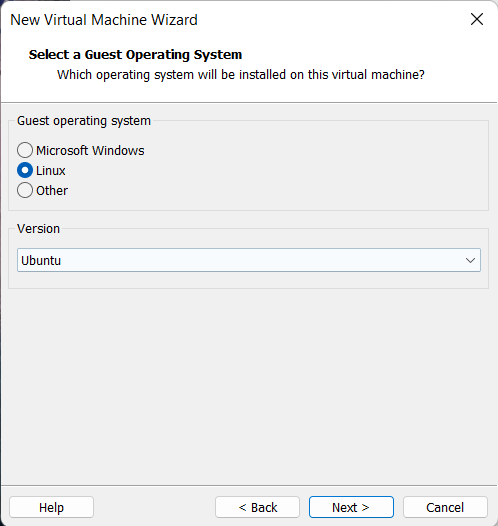 New Virtual Machine Wizard
Select a Guest Operating System
Which operating system will be installed on this virtual machine?
Guest operating system
Microsoft Windows
Linux
Other
Version
Ubuntu
Help
< Back
Next >
Cancel